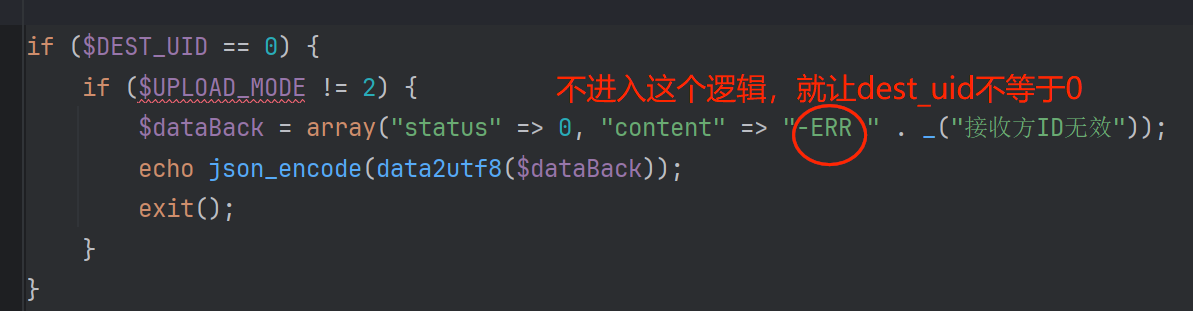 if ($DEST_UID == 0) {
if ($UPLOAD_MODE != 2) {
不进入这个逻辑，就让dest_uid不等于0
$dataBack = array("status" => 0, "content" => "-ERR " . _("接收方ID无效"));
echo json_encode(data2utf8($dataBack));
exit();
}
}